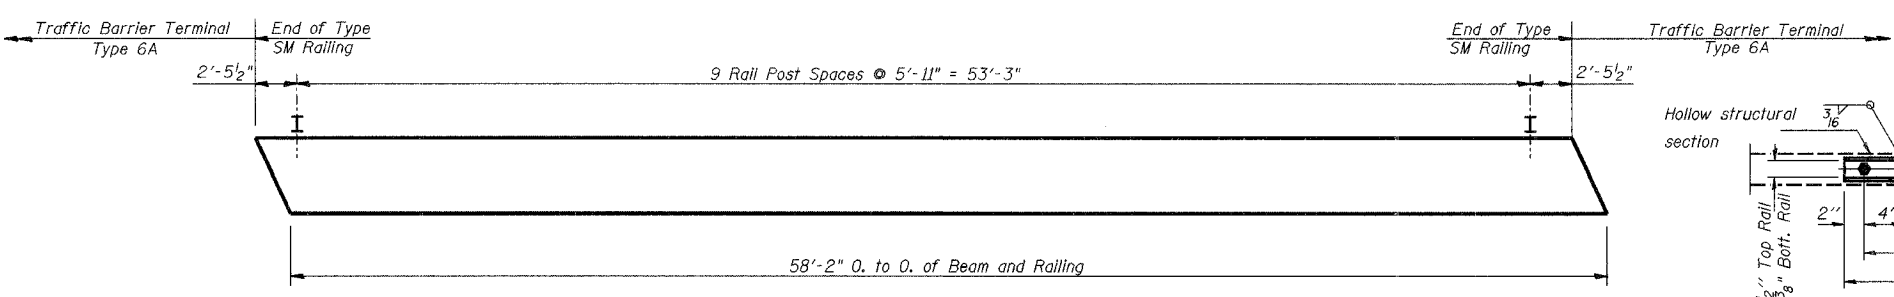 Traffic Barrier Terminal
Type 6A
End of Type
SM Railing
End of Type
SM Railing
Traffic Barrier Terminal
Type 6A
2'-5½"
9 Rail Post Spaces @ 5'-11" = 53'-3"
2'-5½"
Hollow structural
section
3/16
58'-2" O. to O. of Beam and Railing
2"
4'
Top Rail
Bott. Rail